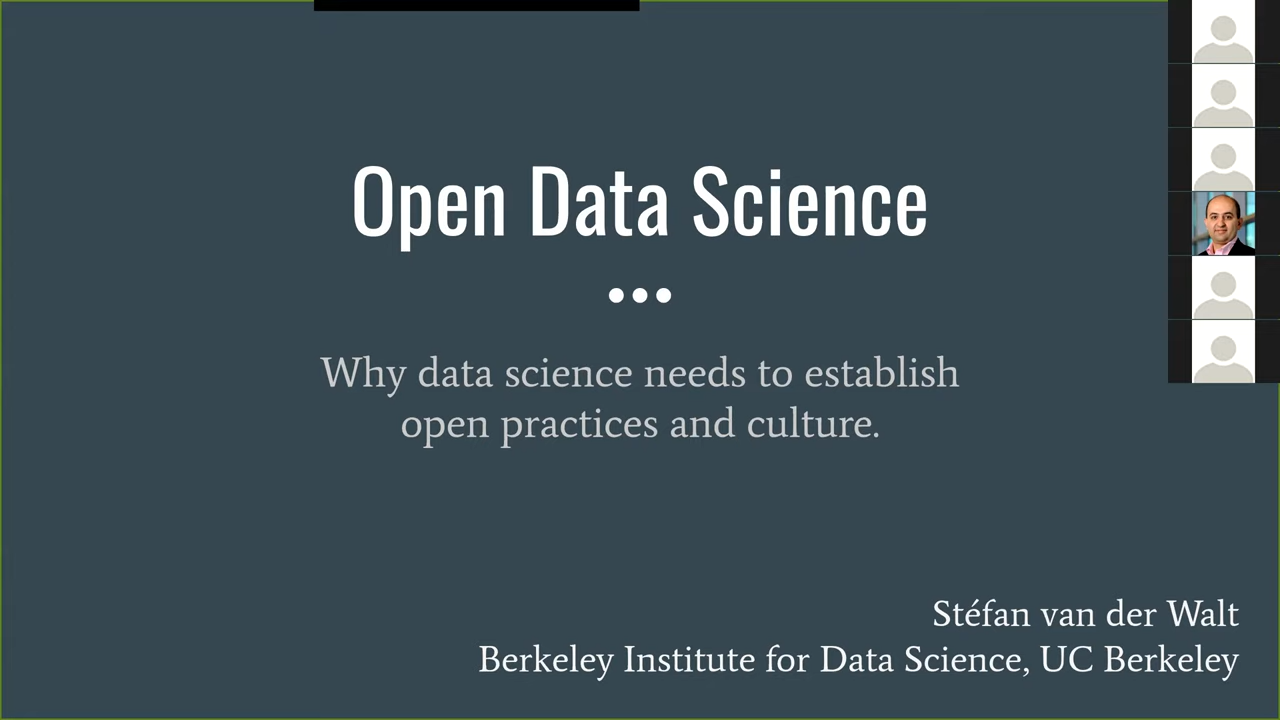 Open Data Science
Why data science needs to establish
open practices and culture.
Stéfan van der Walt
Berkeley Institute for Data Science, UC Berkeley